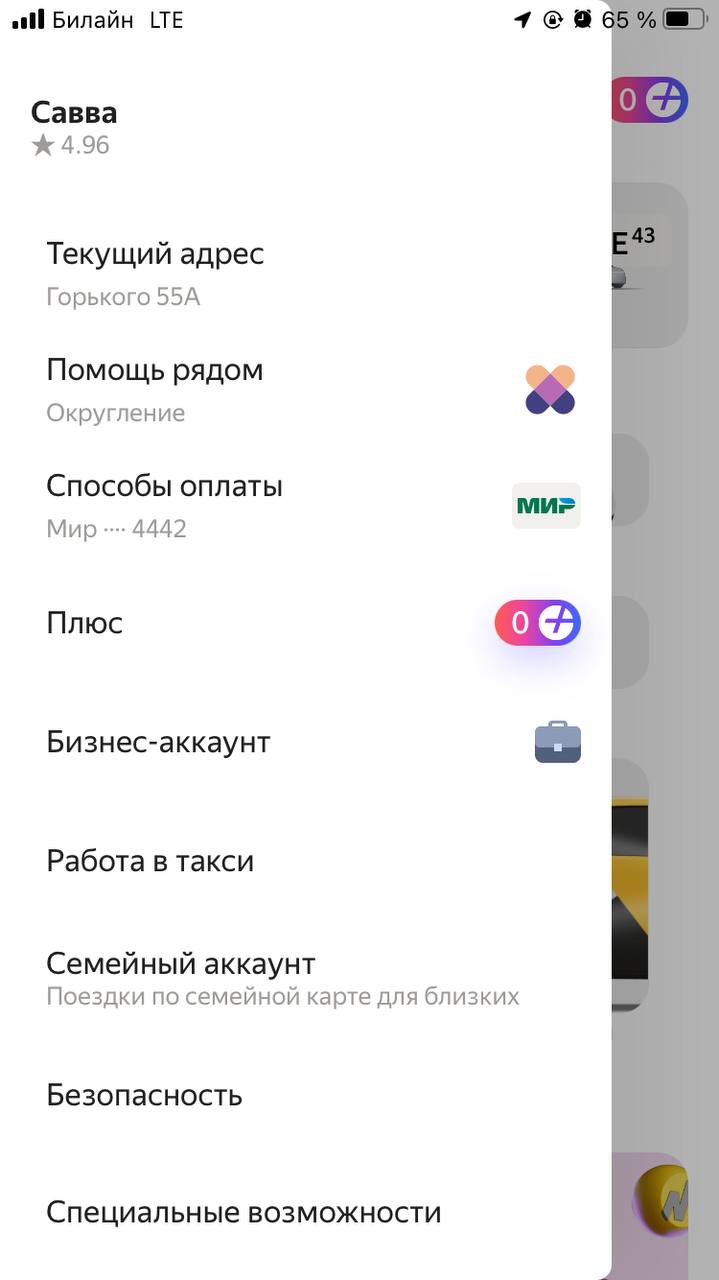 Билайн LTE 65 %
0
Савва
★ 4.96
Е 43
Текущий адрес
Горького 55А
Помощь рядом
Округление
Способы оплаты
МИР
Мир ···· 4442
Плюс
0
Бизнес-аккаунт
Работа в такси
Семейный аккаунт
Поездки по семейной карте для близких
Безопасность
Специальные возможности